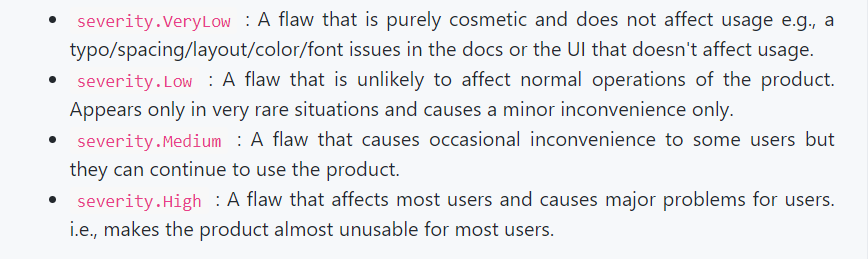 • severity.VeryLow : A flaw that is purely cosmetic and does not affect usage e.g., a
typo/spacing/layout/color/font issues in the docs or the UI that doesn't affect usage.
• severity.Low : A flaw that is unlikely to affect normal operations of the product.
Appears only in very rare situations and causes a minor inconvenience only.
• severity.Medium : A flaw that causes occasional inconvenience to some users but
they can continue to use the product.
• severity.High : A flaw that affects most users and causes major problems for users.
i.e., makes the product almost unusable for most users.